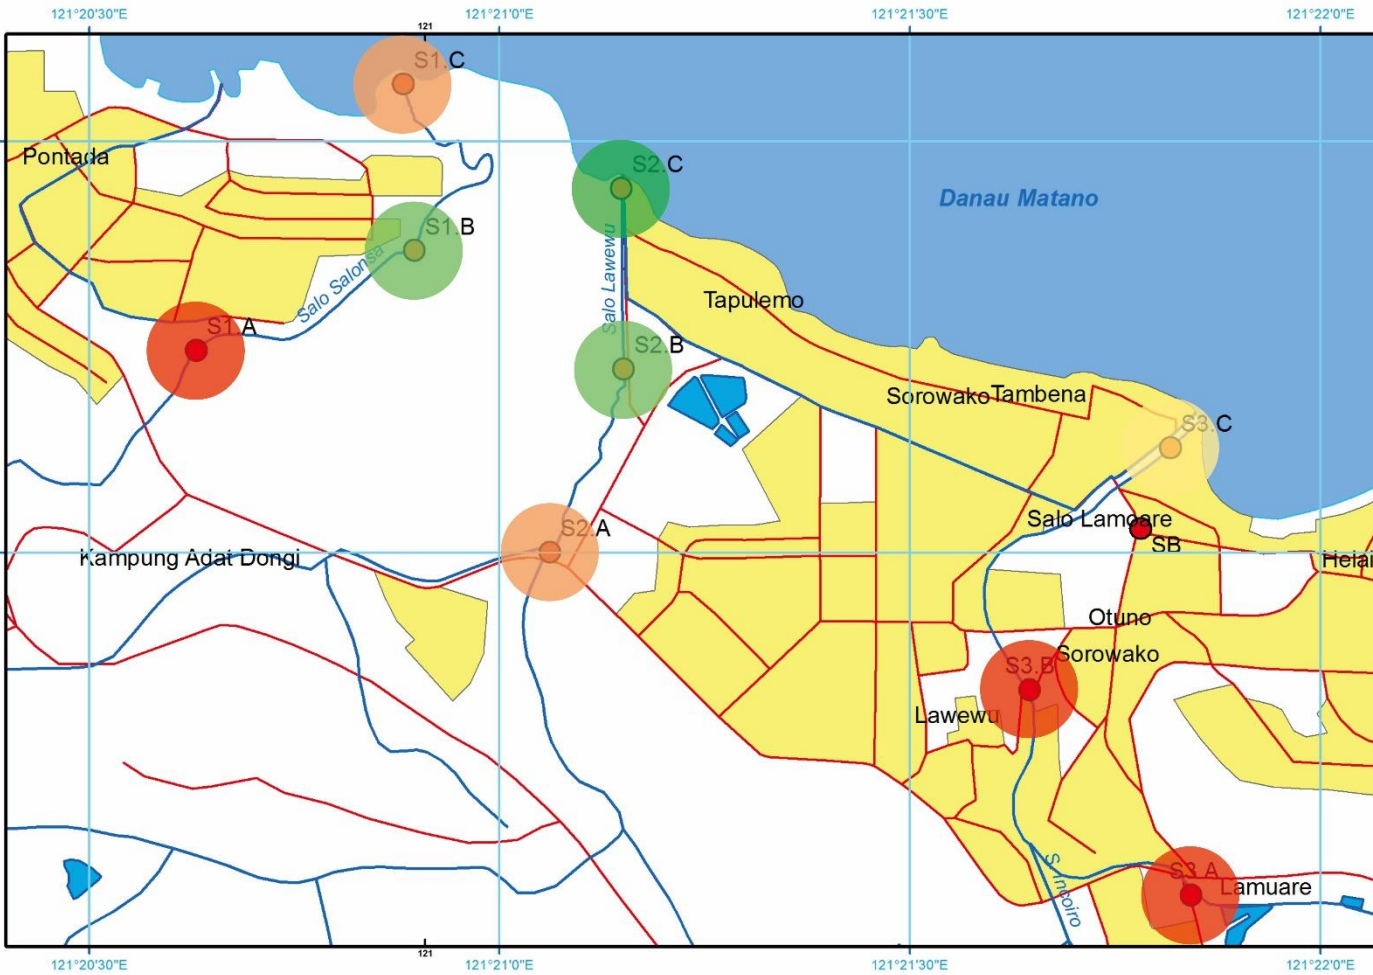 121°20'30"E
121°21'0"E
121°21'30"E
121°22'0"E
121
S1.C
Pontada
S2.C
Danau Matano
S1.B
Salo Salonsa
Salo Lawewu
Tapulemo
S1.A
S2.B
Sorowako
Tambena
S3.C
Salo Lamoare
S2.A
SB
Kampung Adat Dongi
Helai
Otuno
S3.B
Sorowako
Lawewu
S3.A
S. Incoiro
Lamuare
121
121°20'30"E
121°21'0"E
121°21'30"E
121°22'0"E